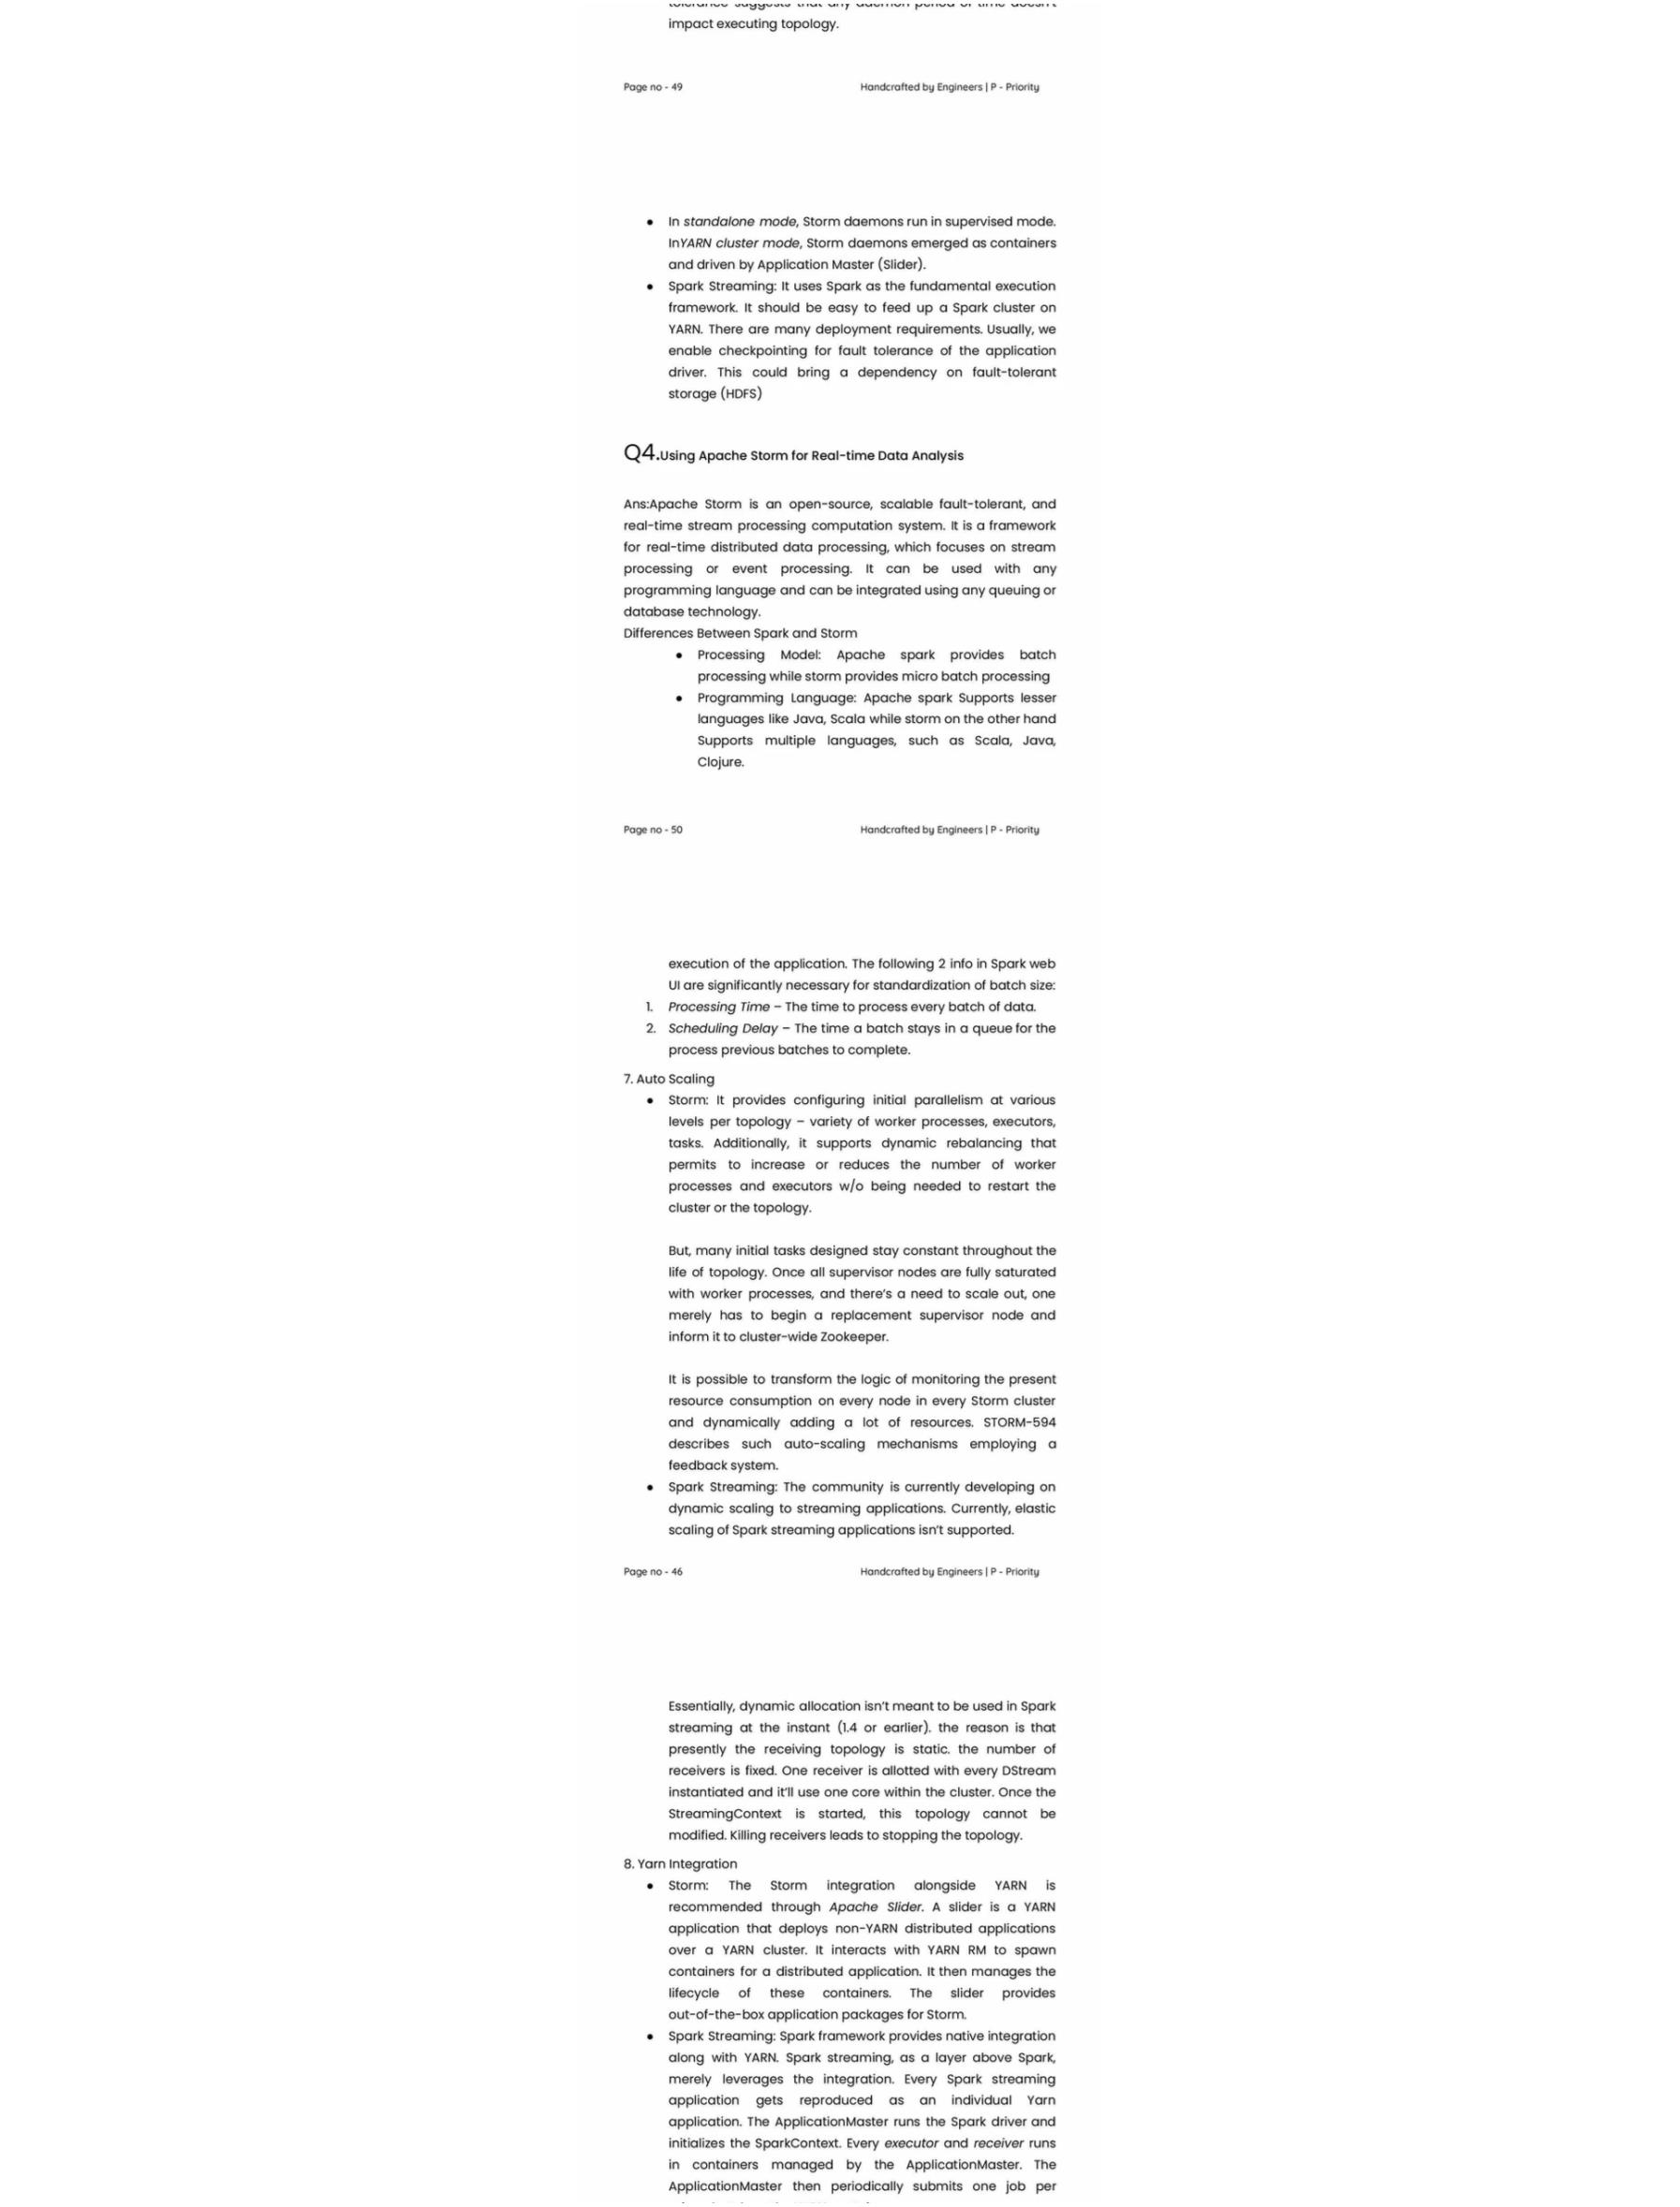 impact executing topology.
Page no - 49
Handcrafted by Engineers | P - Priority
● In standalone mode, Storm daemons run in supervised mode.
InYARN cluster mode, Storm daemons emerged as containers
and driven by Application Master (Slider).
● Spark Streaming: It uses Spark as the fundamental execution
framework. It should be easy to feed up a Spark cluster on
YARN. There are many deployment requirements. Usually, we
enable checkpointing for fault tolerance of the application
driver. This could bring a dependency on fault-tolerant
storage (HDFS)
Q4.Using Apache Storm for Real-time Data Analysis
Ans:Apache Storm is an open-source, scalable fault-tolerant, and
real-time stream processing computation system. It is a framework
for real-time distributed data processing, which focuses on stream
processing or event processing. It can be used with any
programming language and can be integrated using any queuing or
database technology.
Differences Between Spark and Storm
● Processing Model: Apache spark provides batch
processing while storm provides micro batch processing
● Programming Language: Apache spark Supports lesser
languages like Java, Scala while storm on the other hand
Supports multiple languages, such as Scala, Java,
Clojure.
Page no - 50
Handcrafted by Engineers | P - Priority
execution of the application. The following 2 info in Spark web
UI are significantly necessary for standardization of batch size:
1. Processing Time – The time to process every batch of data.
2. Scheduling Delay – The time a batch stays in a queue for the
process previous batches to complete.
7. Auto Scaling
● Storm: It provides configuring initial parallelism at various
levels per topology – variety of worker processes, executors,
tasks. Additionally, it supports dynamic rebalancing that
permits to increase or reduces the number of worker
processes and executors w/o being needed to restart the
cluster or the topology.
But, many initial tasks designed stay constant throughout the
life of topology. Once all supervisor nodes are fully saturated
with worker processes, and there's a need to scale out, one
merely has to begin a replacement supervisor node and
inform it to cluster-wide Zookeeper.
It is possible to transform the logic of monitoring the present
resource consumption on every node in every Storm cluster
and dynamically adding a lot of resources. STORM-594
describes such auto-scaling mechanisms employing a
feedback system.
● Spark Streaming: The community is currently developing on
dynamic scaling to streaming applications. Currently, elastic
scaling of Spark streaming applications isn't supported.
Page no - 46
Handcrafted by Engineers | P - Priority
Essentially, dynamic allocation isn't meant to be used in Spark
streaming at the instant (1.4 or earlier). the reason is that
presently the receiving topology is static. the number of
receivers is fixed. One receiver is allotted with every DStream
instantiated and it'll use one core within the cluster. Once the
StreamingContext is started, this topology cannot be
modified. Killing receivers leads to stopping the topology.
8. Yarn Integration
● Storm: The Storm integration alongside YARN is
recommended through Apache Slider. A slider is a YARN
application that deploys non-YARN distributed applications
over a YARN cluster. It interacts with YARN RM to spawn
containers for a distributed application. It then manages the
lifecycle of these containers. The slider provides
out-of-the-box application packages for Storm.
● Spark Streaming: Spark framework provides native integration
along with YARN. Spark streaming, as a layer above Spark,
merely leverages the integration. Every Spark streaming
application gets reproduced as an individual Yarn
application. The ApplicationMaster runs the Spark driver and
initializes the SparkContext. Every executor and receiver runs
in containers managed by the ApplicationMaster. The
ApplicationMaster then periodically submits one job per